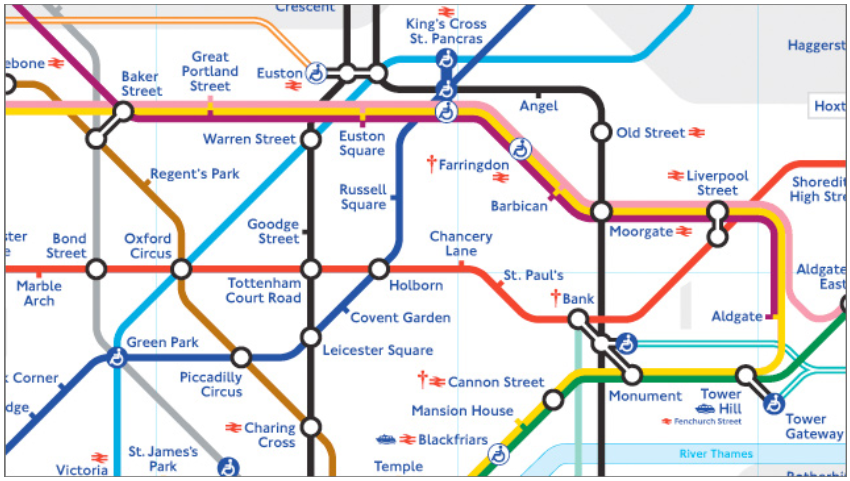 Crescent
King's Cross
St. Pancras
Haggerst
ebone
Great
Portland
Street
Euston
Baker
Street
Hoxt
Angel
Warren Street
Euston
Square
Old Street
Farringdon
Liverpool
Street
Regent's Park
Russell
Square
Shoredit
High Stre
Barbican
Moorgate
ster
re
Bond
Street
Oxford
Circus
Goodge
Street
Chancery
Lane
St. Paul's
Aldgate
East
Marble
Arch
Tottenham
Court Road
Holborn
Bank
Covent Garden
Aldgate
Green Park
Leicester Square
Corner
Piccadilly
Circus
Cannon Street
Monument
Tower
Hill
Fenchurch Street
dge
Mansion House
Tower
Gateway
Charing
Cross
Blackfriars
Victoria
St. James's
Park
Temple
River Thames